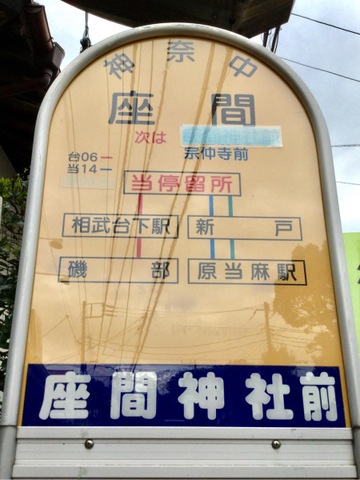 神奈中
座間
次は
宗仲寺前
台06
当14
当停留所
相武台下駅 新戸
磯部 原当麻駅
座間神社前